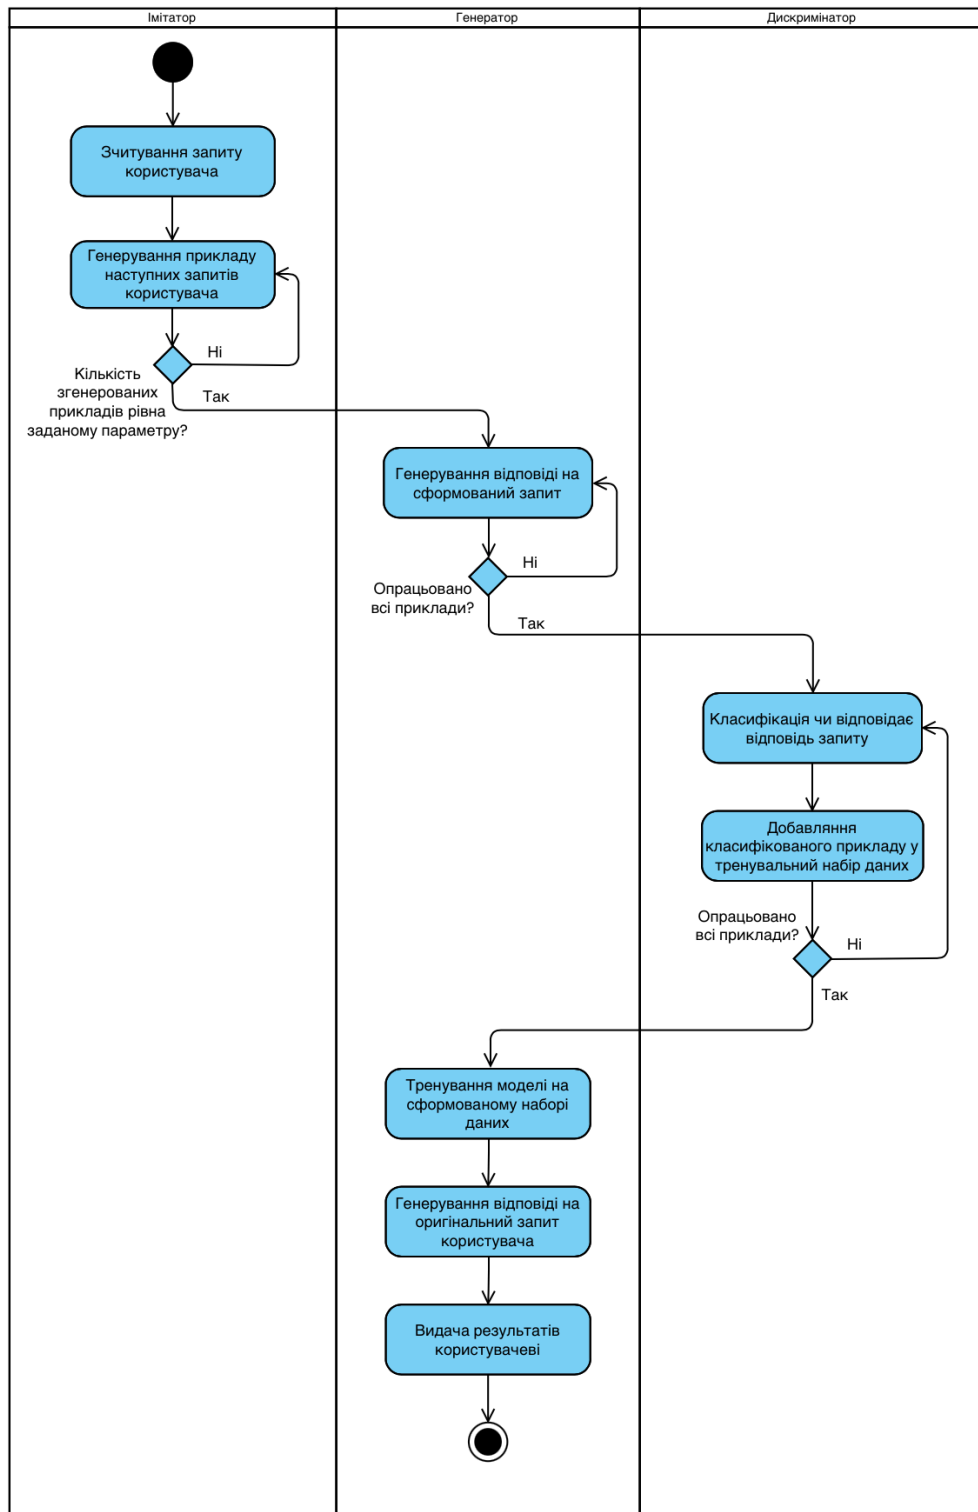 Імітатор
Генератор
Дискримінатор
Зчитування запиту
користувача
Генерування прикладу
наступних запитів
користувача
Ні
Кількість
згенерованих
прикладів рівна
заданому параметру?
Так
Генерування відповіді на
сформований запит
Ні
Опрацьовано
всі приклади?
Так
Класифікація чи відповідає
відповідь запиту
Добавляння
класифікованого прикладу у
тренувальний набір даних
Опрацьовано
всі приклади?
Ні
Так
Тренування моделі на
сформованому наборі
даних
Генерування відповіді на
оригінальний запит
користувача
Видача результатів
користувачеві